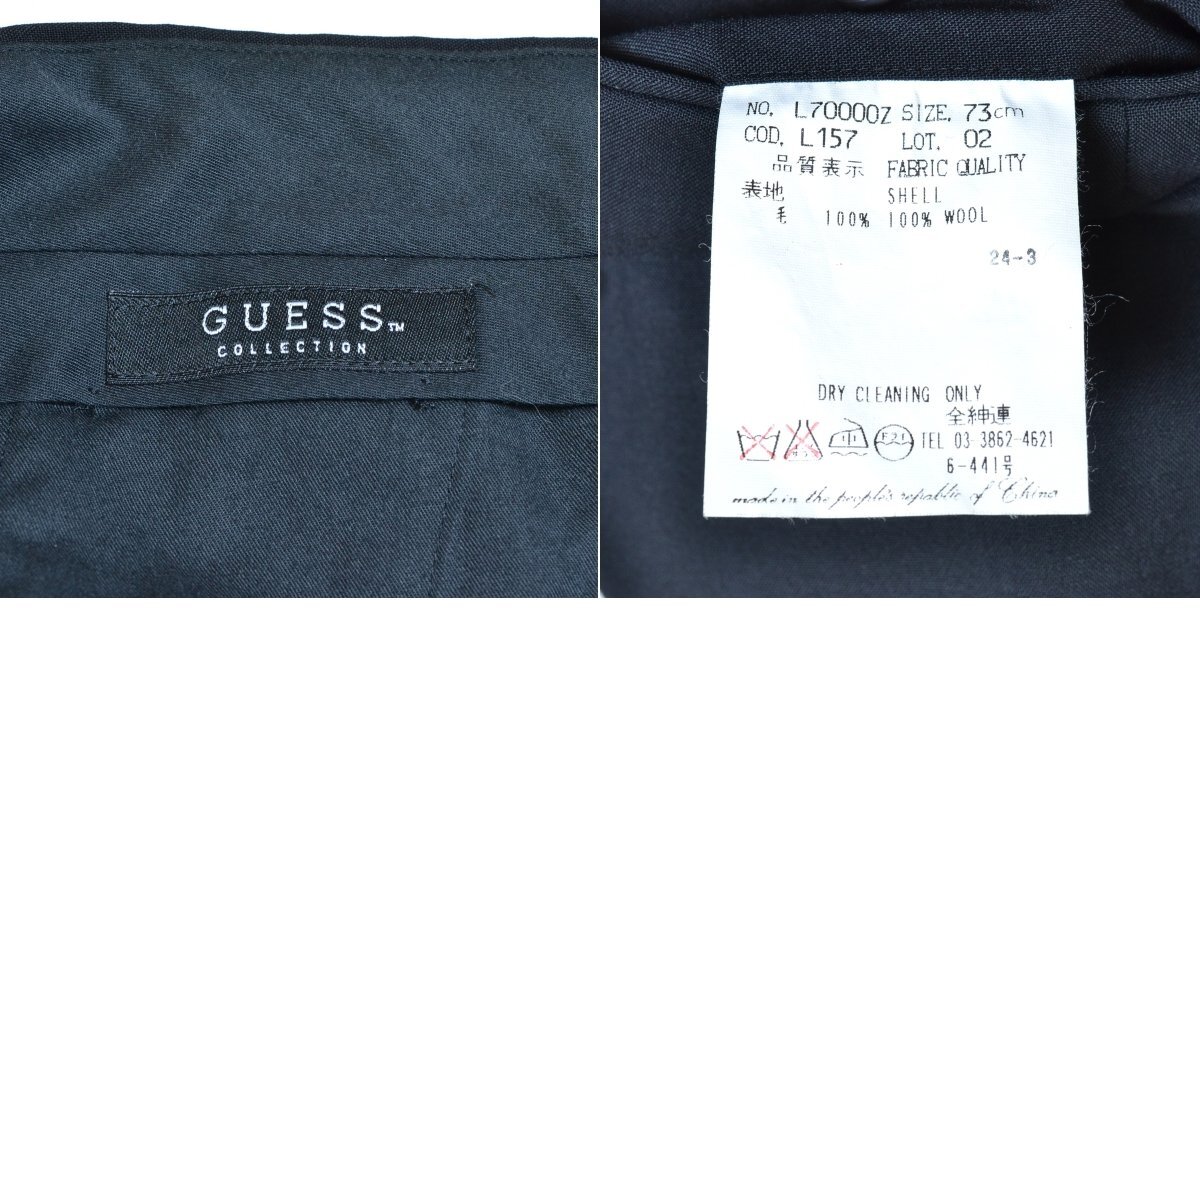 GUESS™
COLLECTION
NO. L70000Z SIZE. 73cm
COD. L157 LOT. 02
品質表示 FABRIC QUALITY
表地 SHELL
毛 100% 100% WOOL
24-3
DRY CLEANING ONLY
全紳連
TEL 03-3862-4621
6-441号
made in the people's republic of China